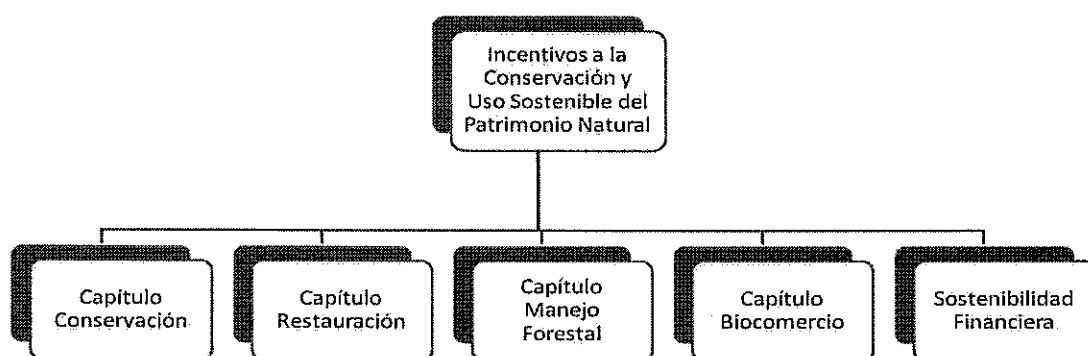 Incentivos a la
Conservación y
Uso Sostenible del
Patrimonio Natural
Capítulo
Conservación
Capítulo
Restauración
Capítulo
Manejo
Forestal
Capítulo
Biocomercio
Sostenibilidad
Financiera